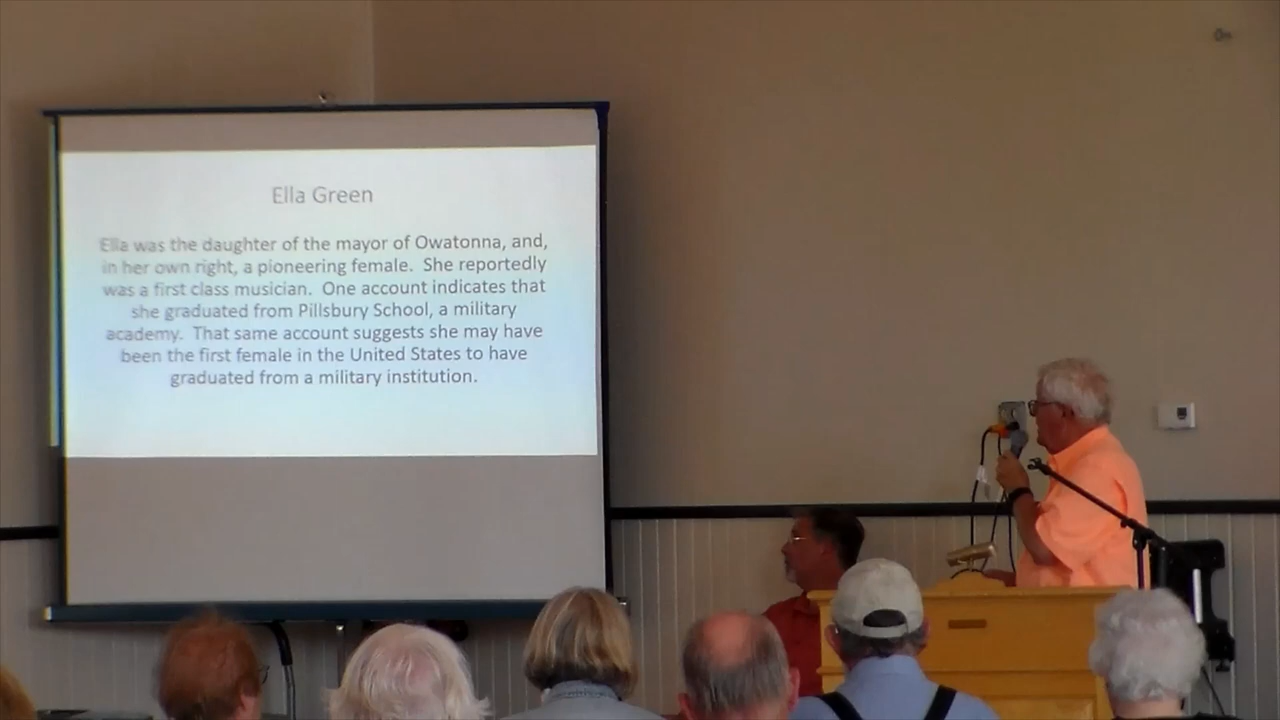 Ella Green
Ella was the daughter of the mayor of Owatonna, and,
in her own right, a pioneering female.  She reportedly
was a first class musician.  One account indicates that
she graduated from Pillsbury School, a military
academy.  That same account suggests she may have
been the first female in the United States to have
graduated from a military institution.